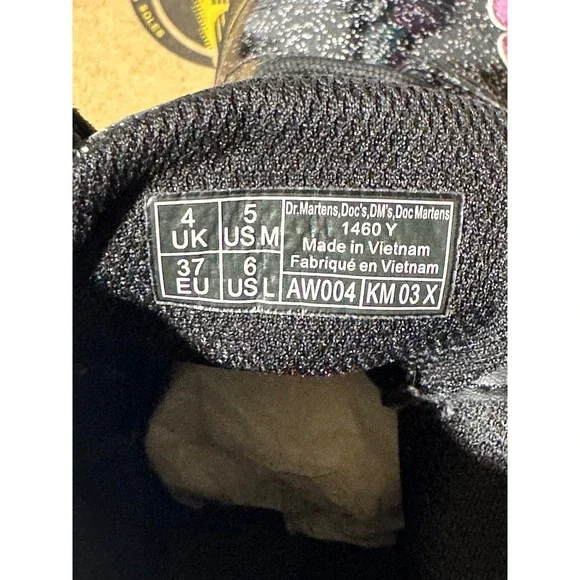 SOLES
4 UK
5 US M
37 EU
6 US L
Dr.Martens,Doc's,DM's,Doc Martens
1460 Y
Made in Vietnam
Fabriqué en Vietnam
AW004 KM 03 X